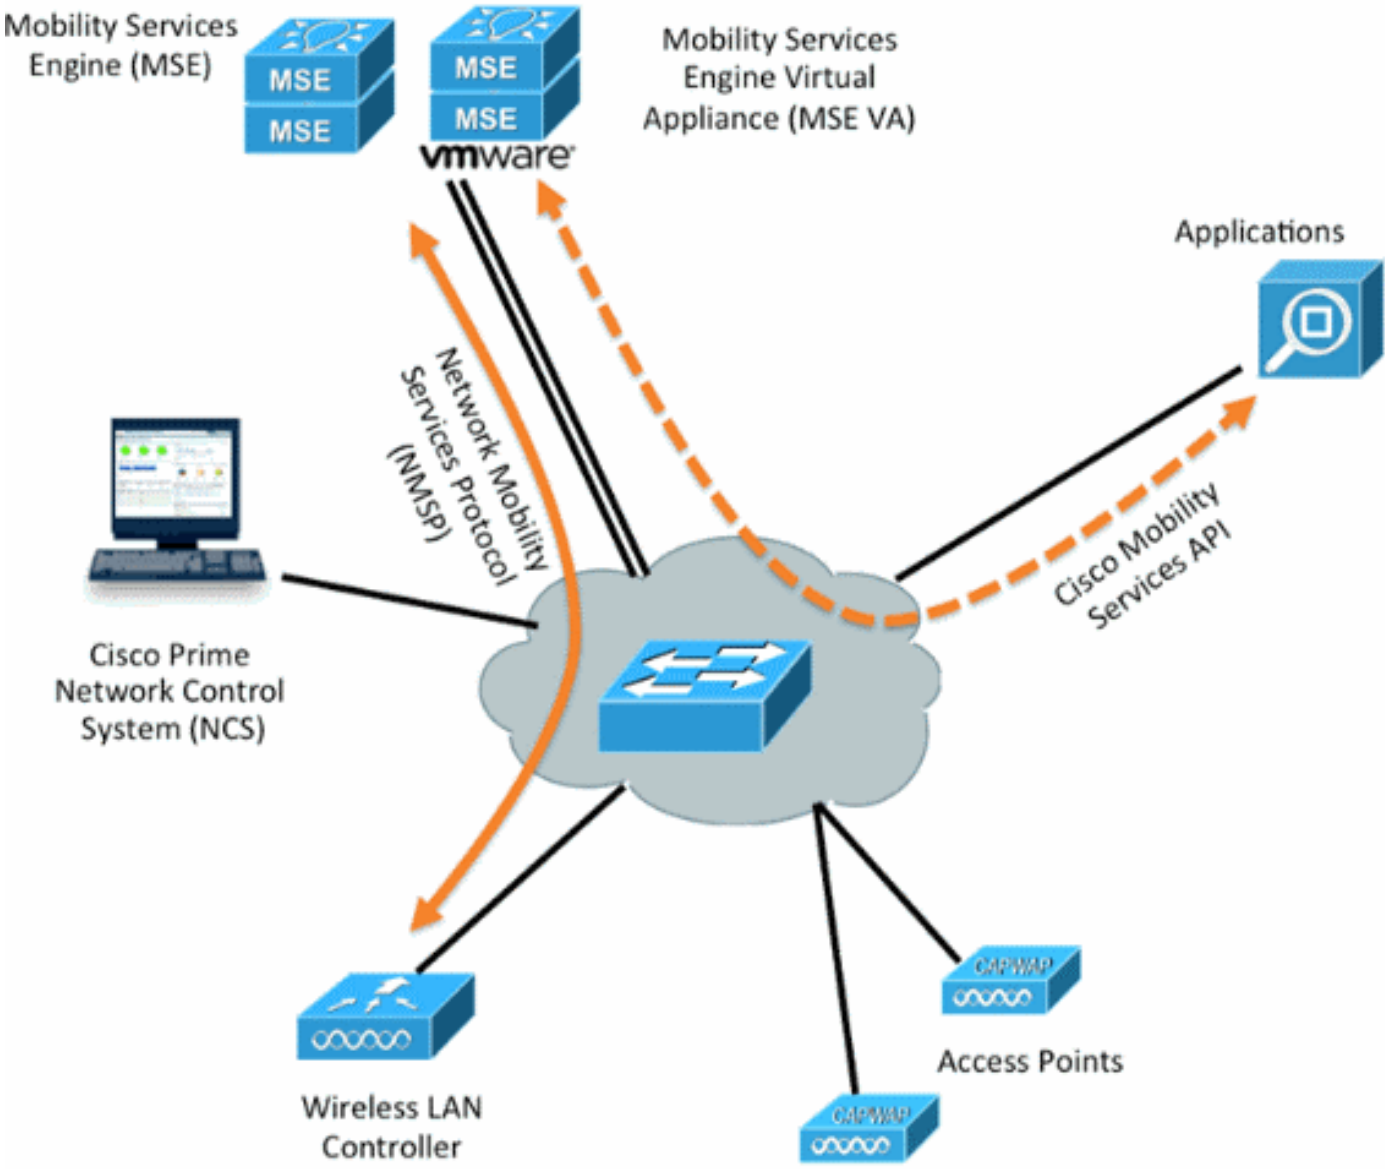 Mobility Services
Engine (MSE)
MSE
MSE
MSE
MSE
vmware
Mobility Services
Engine Virtual
Appliance (MSE VA)
Applications
Network Mobility
Services Protocol
(NMSP)
Cisco Mobility
Services API
Cisco Prime
Network Control
System (NCS)
CAPWAP
Access Points
CAPWAP
Wireless LAN
Controller